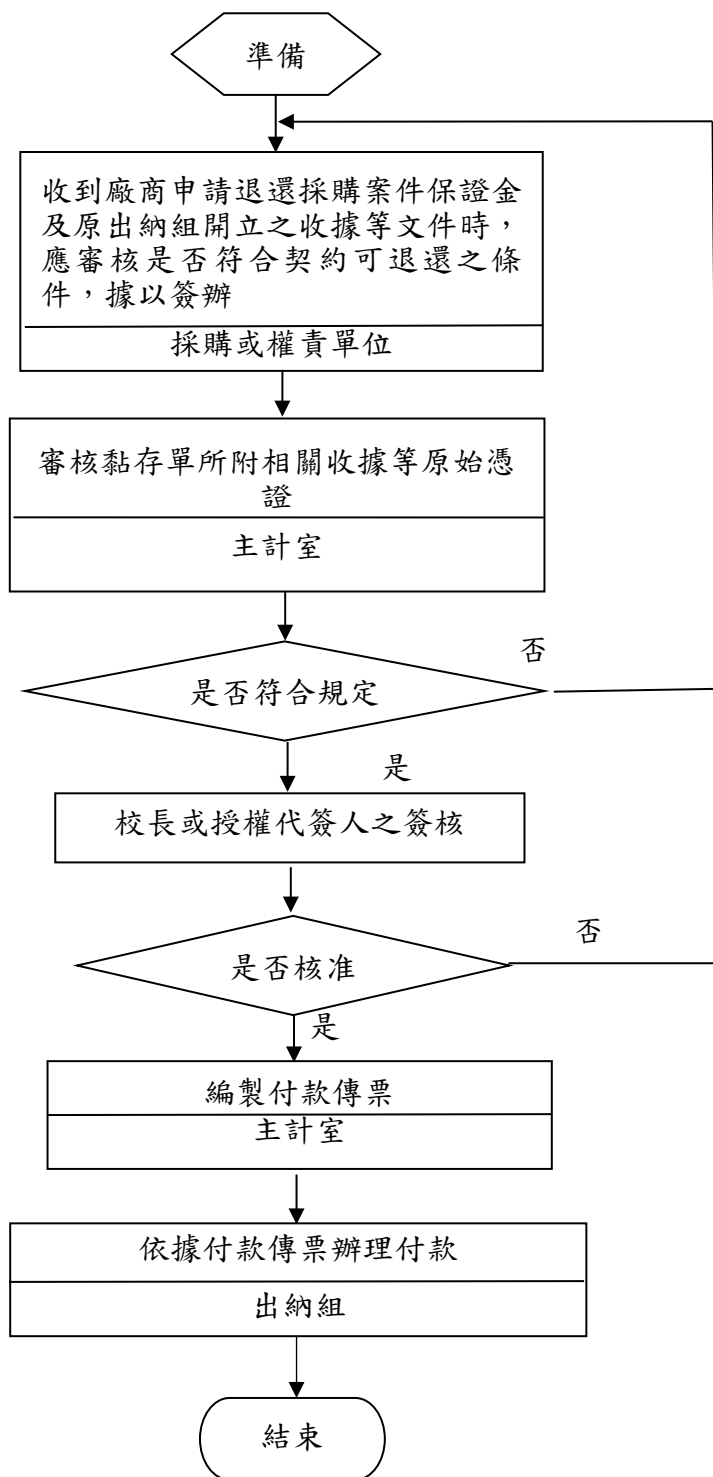 準備
收到廠商申請退還採購案件保證金
及原出納組開立之收據等文件時，
應審核是否符合契約可退還之條
件，據以簽辦
採購或權責單位
審核黏存單所附相關收據等原始憑
證
主計室
是否符合規定
否
是
校長或授權代簽人之簽核
是否核准
否
是
編製付款傳票
主計室
依據付款傳票辦理付款
出納組
結束